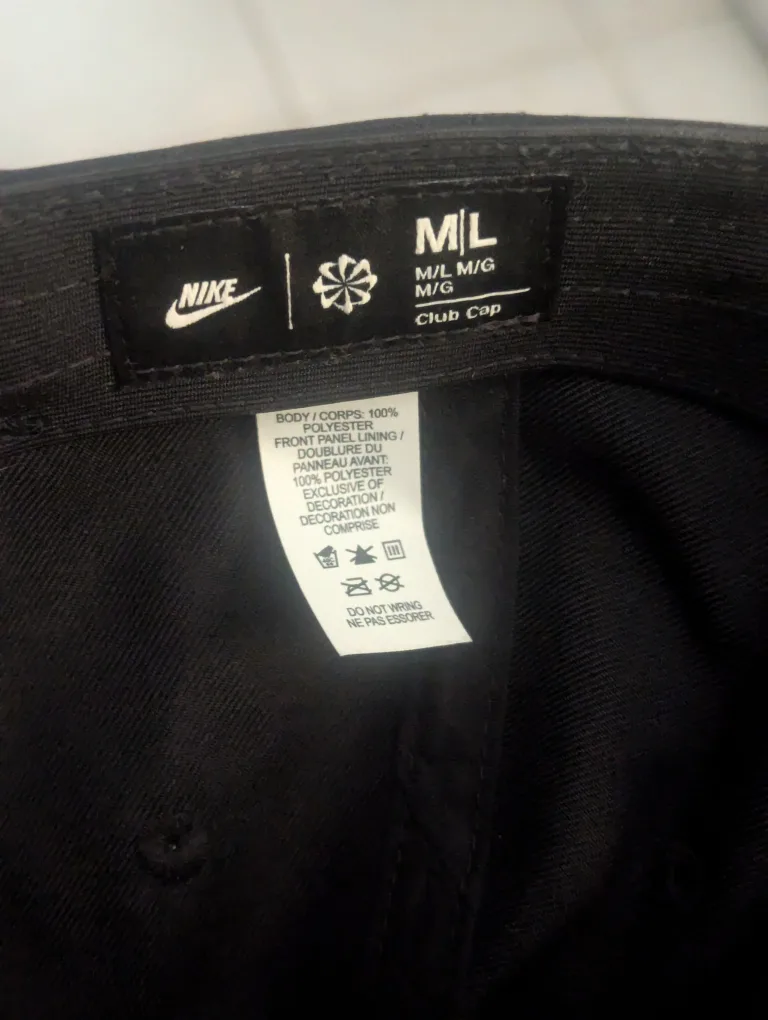 NIKE
M|L
M/L M/G
M/G
Club Cap
BODY / CORPS: 100%
POLYESTER
FRONT PANEL LINING /
DOUBLURE DU
PANNEAU AVANT:
100% POLYESTER
EXCLUSIVE OF
DECORATION /
DECORATION NON
COMPRISE
DO NOT WRING
NE PAS ESSORER